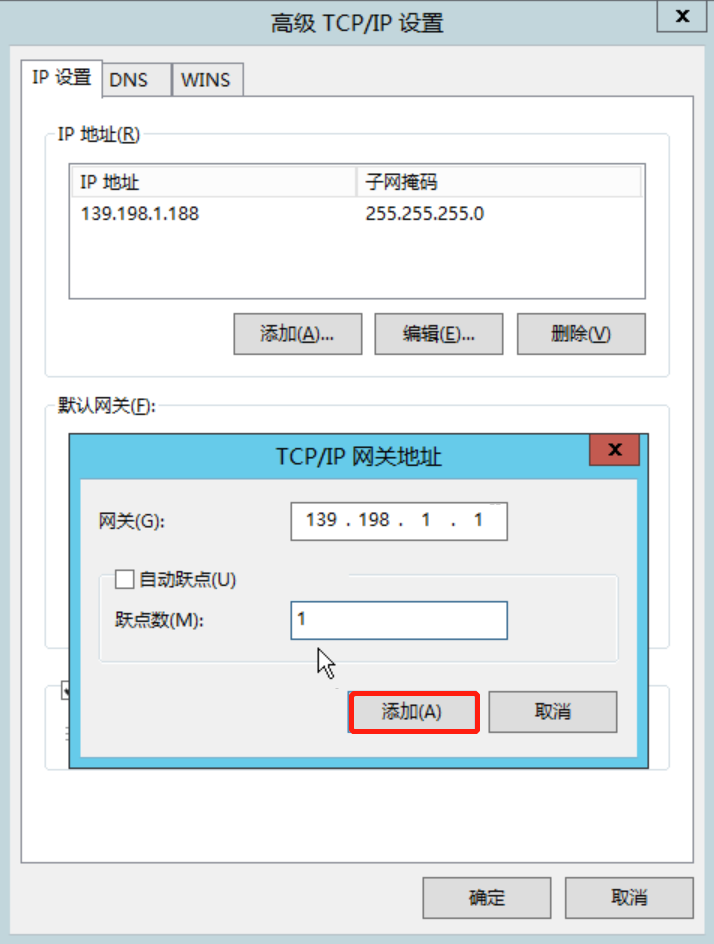 高级 TCP/IP 设置
IP 设置 DNS WINS
IP 地址(R)
IP 地址 子网掩码
139.198.1.188 255.255.255.0
添加(A)... 编辑(E)... 删除(V)
默认网关(F):
TCP/IP 网关地址
网关(G): 139 . 198 . 1 . 1
自动跃点(U)
跃点数(M): 1
添加(A) 取消
确定 取消